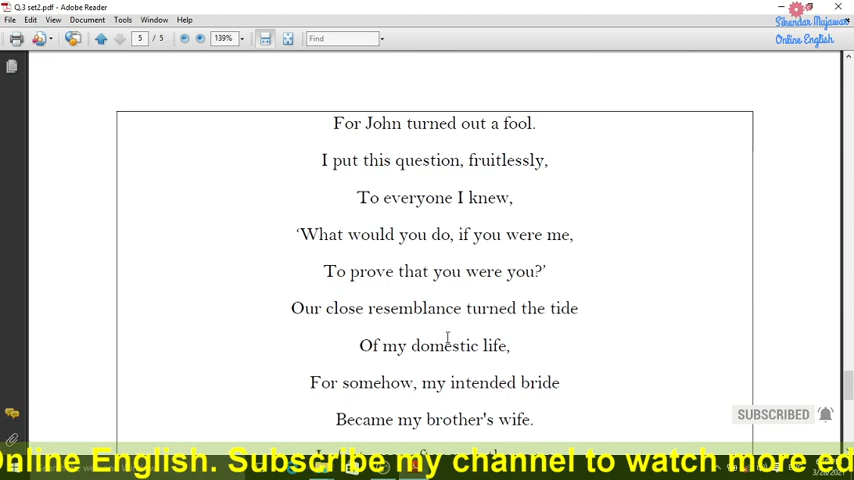 Q.3 set2.pdf - Adobe Reader
File Edit View Document Tools Window Help
Sikandar Mujawar
Online English
5 / 5 139% Find
For John turned out a fool.
I put this question, fruitlessly,
To everyone I knew,
‘What would you do, if you were me,
To prove that you were you?’
Our close resemblance turned the tide
Of my domestic life,
For somehow, my intended bride
Became my brother's wife.
SUBSCRIBED
Online English. Subscribe my channel to watch more ed